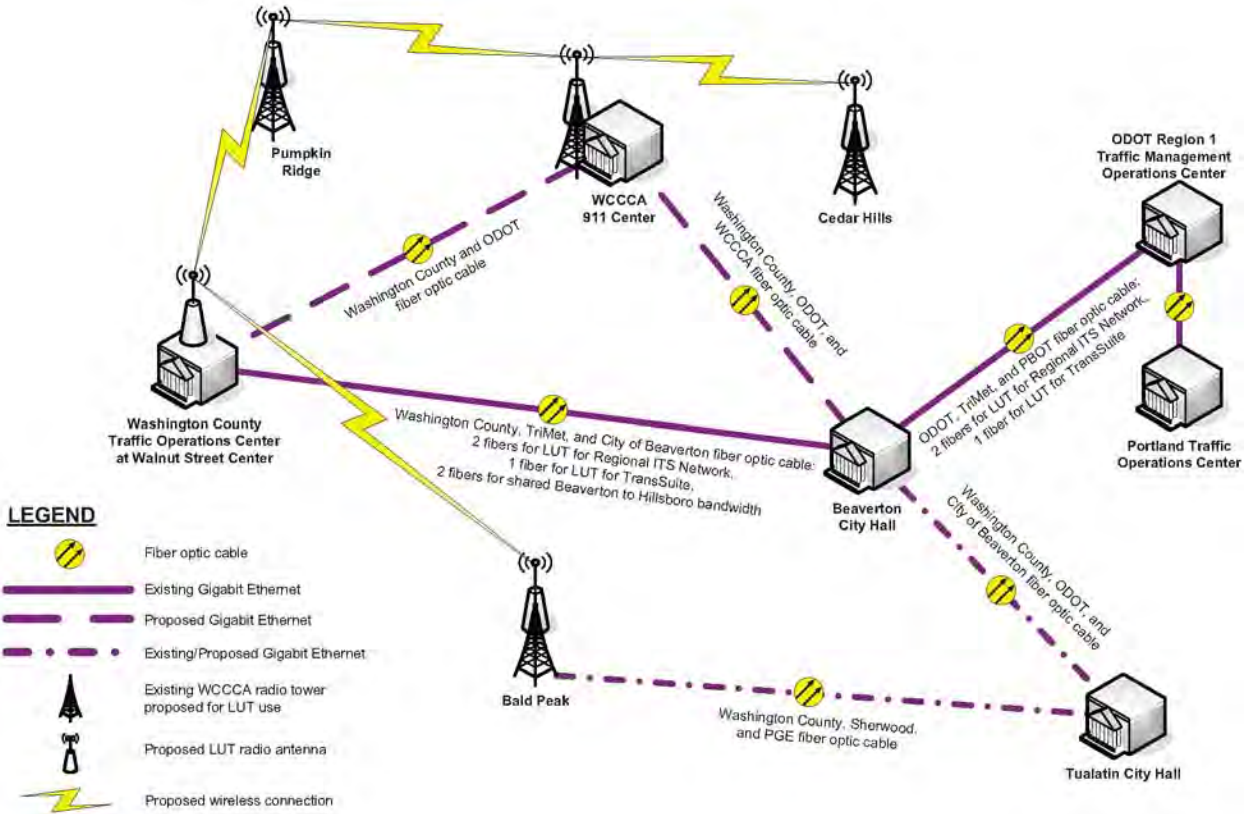 Pumpkin
Ridge
WCCCA
911 Center
Cedar Hills
ODOT Region 1
Traffic Management
Operations Center
Washington County and ODOT
fiber optic cable
Washington County, ODOT, and
WCCCA fiber optic cable
ODOT, TriMet, and PBOT fiber optic cable:
2 fibers for LUT for Regional ITS Network,
1 fiber for LUT for TransSuite
Portland Traffic
Operations Center
Washington County
Traffic Operations Center
at Walnut Street Center
Washington County, TriMet, and City of Beaverton fiber optic cable:
2 fibers for LUT for Regional ITS Network,
1 fiber for LUT for TransSuite,
2 fibers for shared Beaverton to Hillsboro bandwidth
Beaverton
City Hall
Washington County, ODOT, and
City of Beaverton fiber optic cable
Bald Peak
Washington County, Sherwood,
and PGE fiber optic cable
Tualatin City Hall
LEGEND
Fiber optic cable
Existing Gigabit Ethernet
Proposed Gigabit Ethernet
Existing/Proposed Gigabit Ethernet
Existing WCCCA radio tower
proposed for LUT use
Proposed LUT radio antenna
Proposed wireless connection